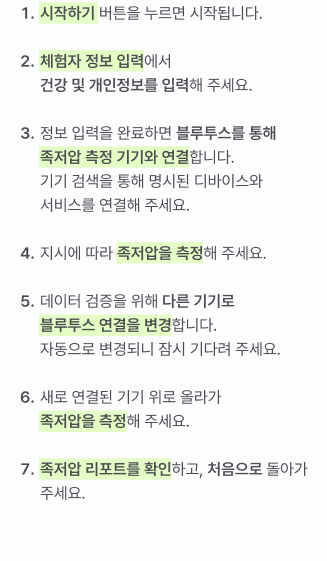 1. 시작하기 버튼을 누르면 시작됩니다.
2. 체험자 정보 입력에서
건강 및 개인정보를 입력해 주세요.
3. 정보 입력을 완료하면 블루투스를 통해
족저압 측정 기기와 연결합니다.
기기 검색을 통해 명시된 디바이스와
서비스를 연결해 주세요.
4. 지시에 따라 족저압을 측정해 주세요.
5. 데이터 검증을 위해 다른 기기로
블루투스 연결을 변경합니다.
자동으로 변경되니 잠시 기다려 주세요.
6. 새로 연결된 기기 위로 올라가
족저압을 측정해 주세요.
7. 족저압 리포트를 확인하고, 처음으로 돌아가
주세요.